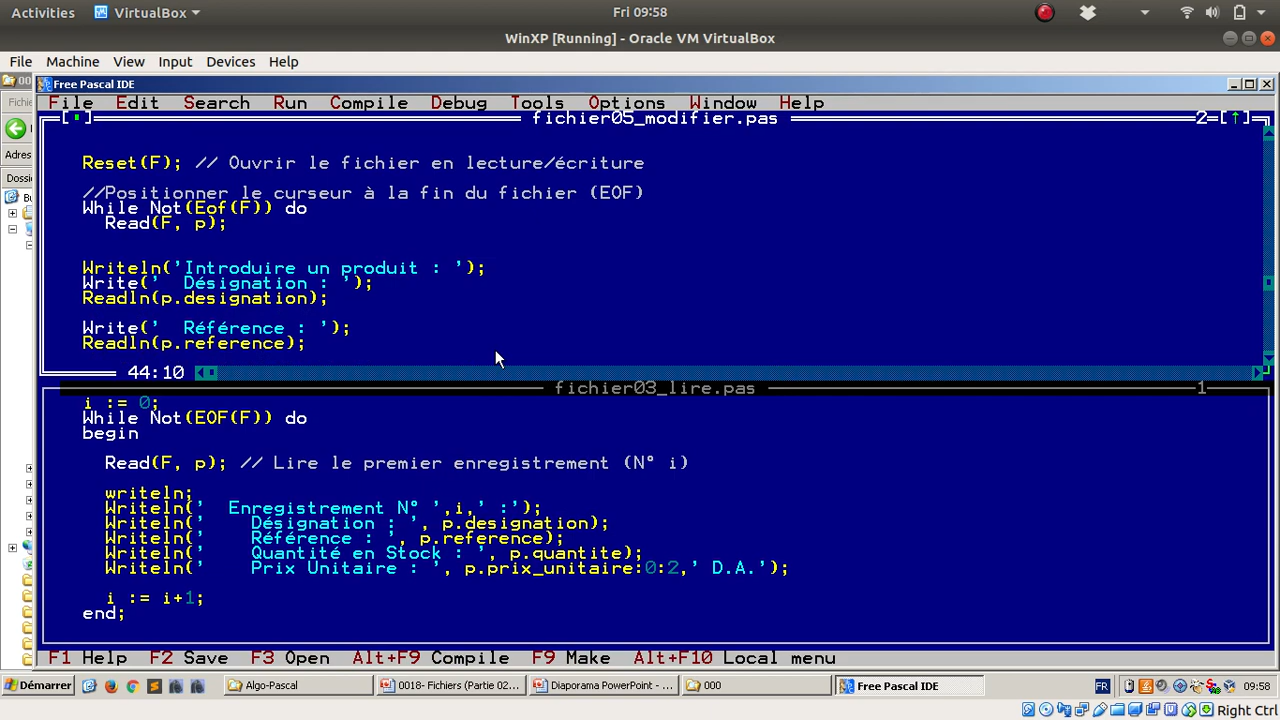 Activities VirtualBox Fri 09:58
WinXP [Running] - Oracle VM VirtualBox
File Machine View Input Devices Help
00 Free Pascal IDE
Fichie File Edit Search Run Compile Debug Tools Options Window Help
fichier05_modifier.pas 2=[↑]
Adres
Dossie
Reset(F); // Ouvrir le fichier en lecture/écriture
//Positionner le curseur à la fin du fichier (EOF)
While Not(Eof(F)) do
Read(F, p);
Writeln('Introduire un produit : ');
Write('  Désignation : ');
Readln(p.designation);
Write('  Référence : ');
Readln(p.reference);
44:10
fichier03_lire.pas 1
i := 0;
While Not(EOF(F)) do
begin
Read(F, p); // Lire le premier enregistrement (N° i)
writeln;
Writeln('  Enregistrement N° ',i,' :');
Writeln('    Désignation : ', p.designation);
Writeln('    Référence : ', p.reference);
Writeln('    Quantité en Stock : ', p.quantite);
Writeln('    Prix Unitaire : ', p.prix_unitaire:0:2,' D.A.');
i := i+1;
end;
F1 Help F2 Save F3 Open Alt+F9 Compile F9 Make Alt+F10 Local menu
Démarrer Algo-Pascal 0018- Fichiers (Partie 02... Diaporama PowerPoint - ... 000 Free Pascal IDE FR 09:58
Right Ctrl